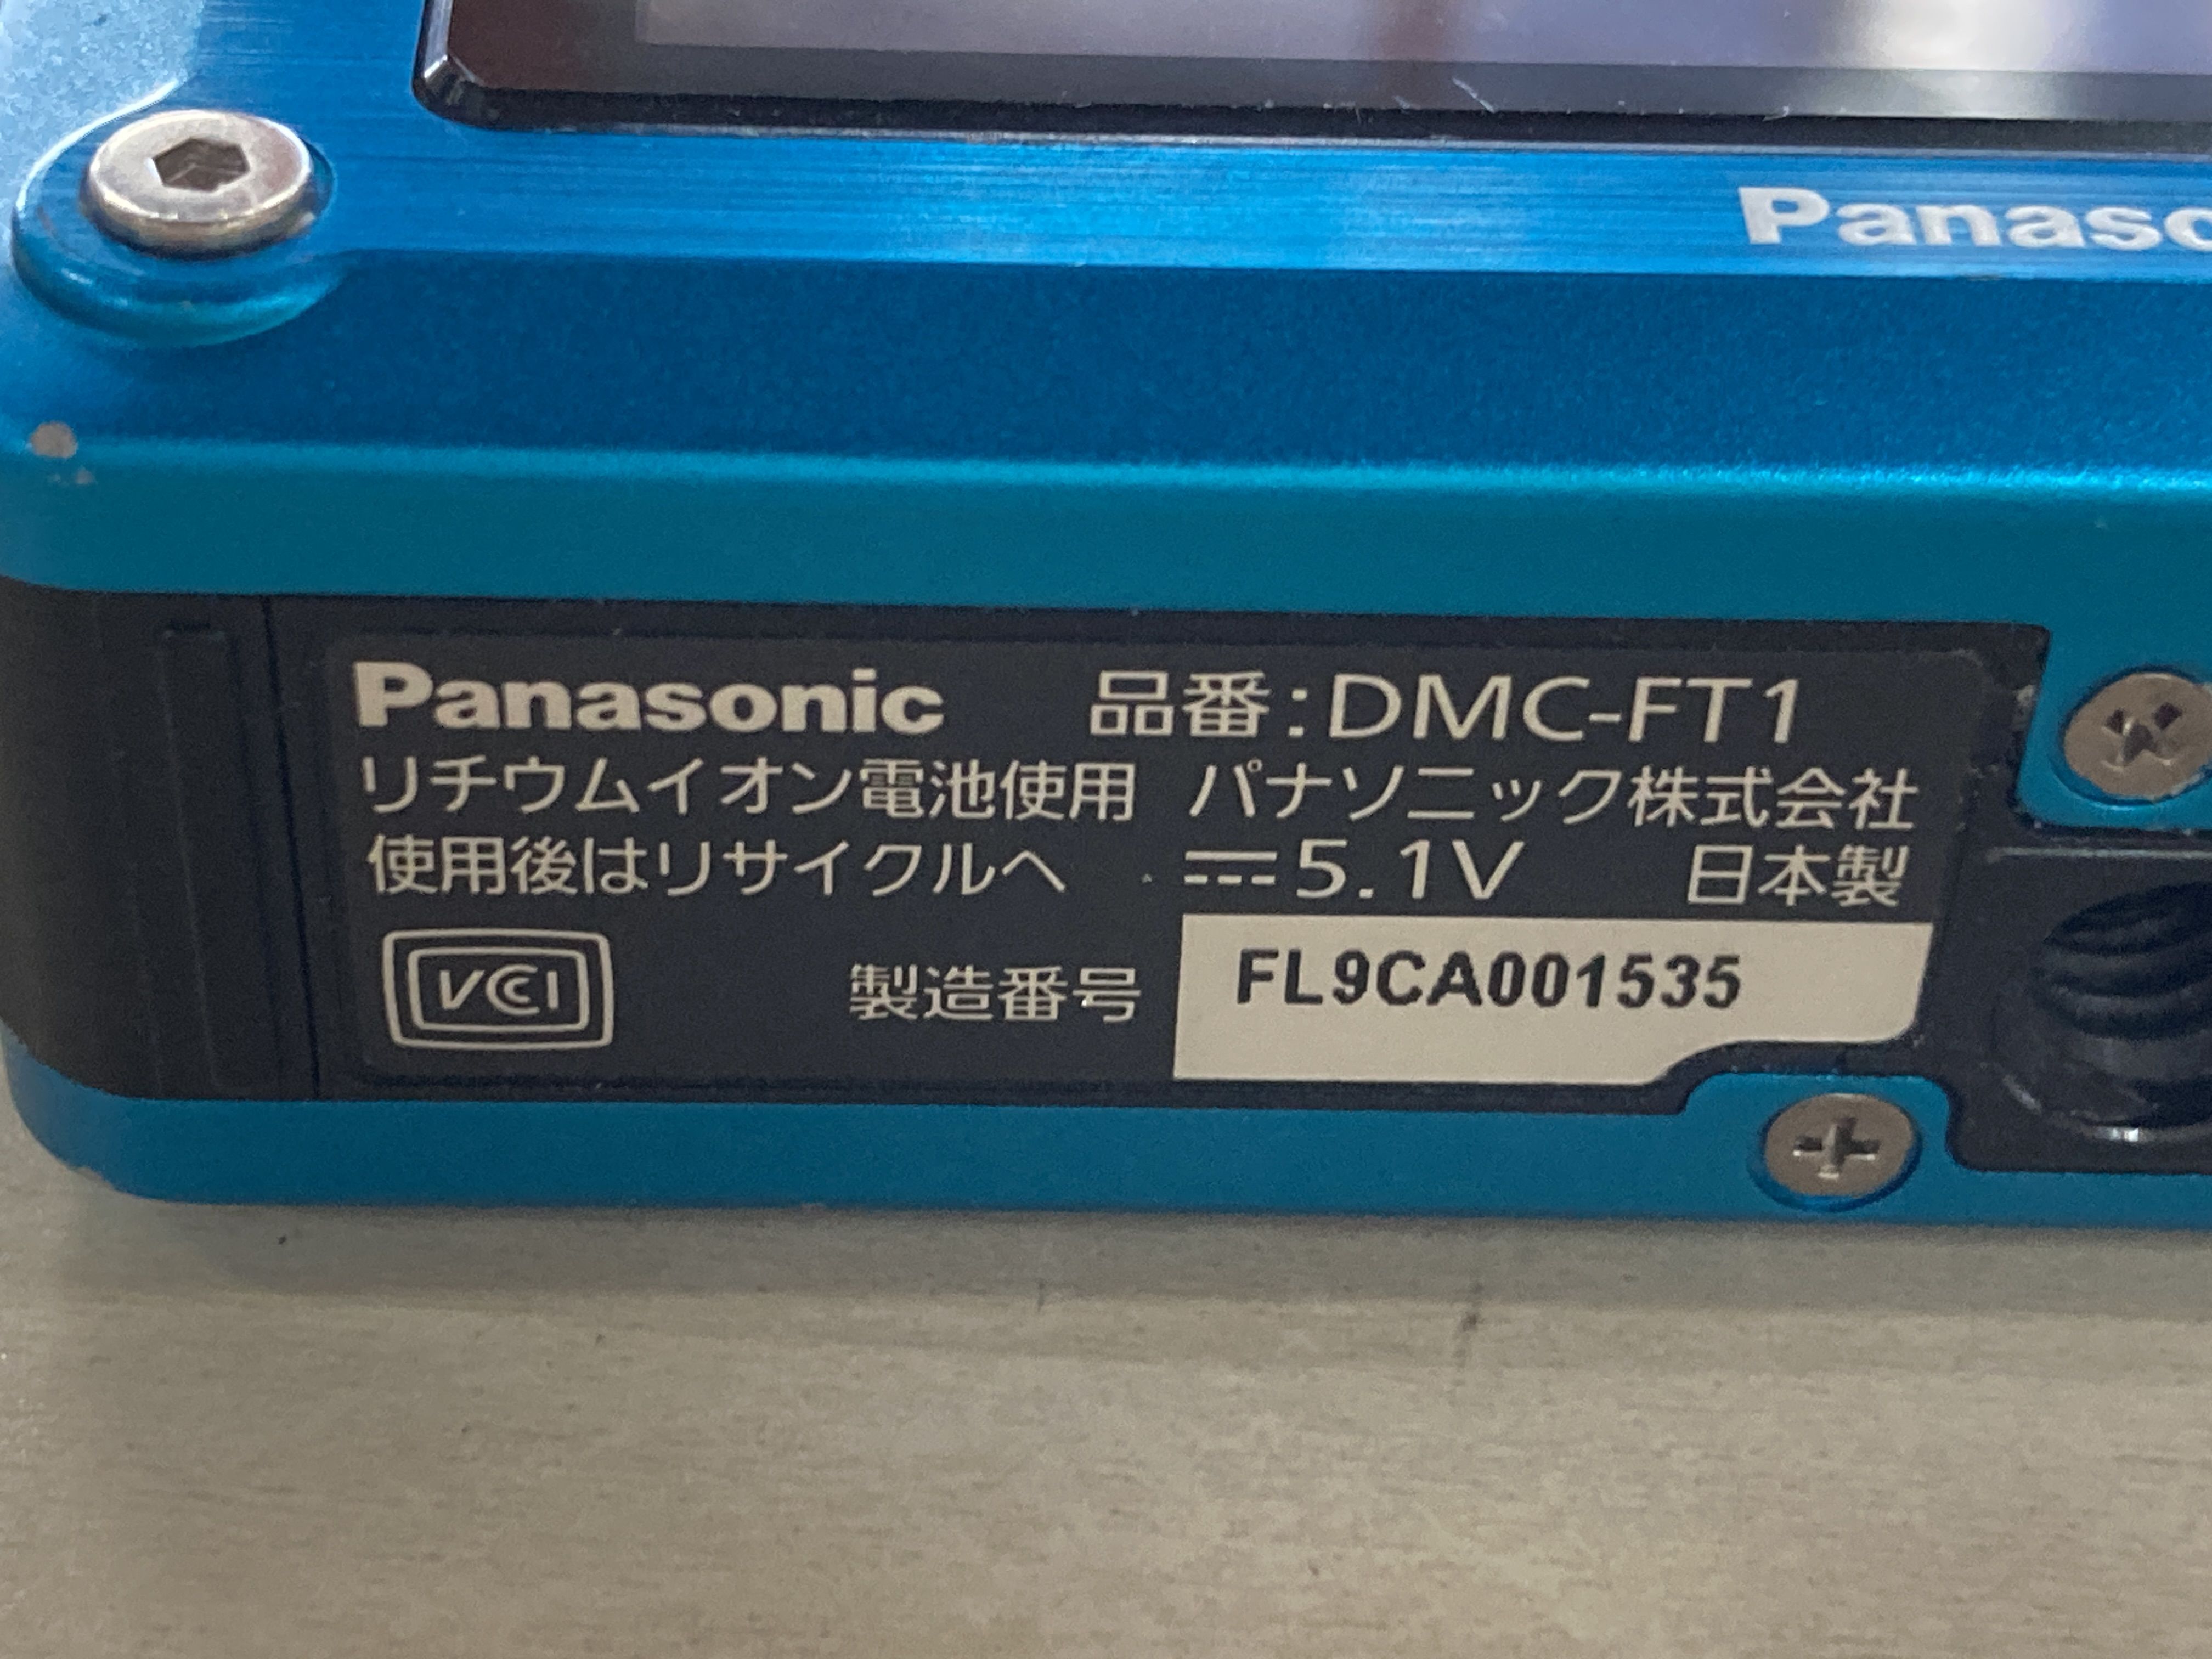 Panaso
Panasonic 品番:DMC-FT1
リチウムイオン電池使用 パナソニック株式会社
使用後はリサイクルへ ⎓5.1V 日本製
VCI 製造番号 FL9CA001535